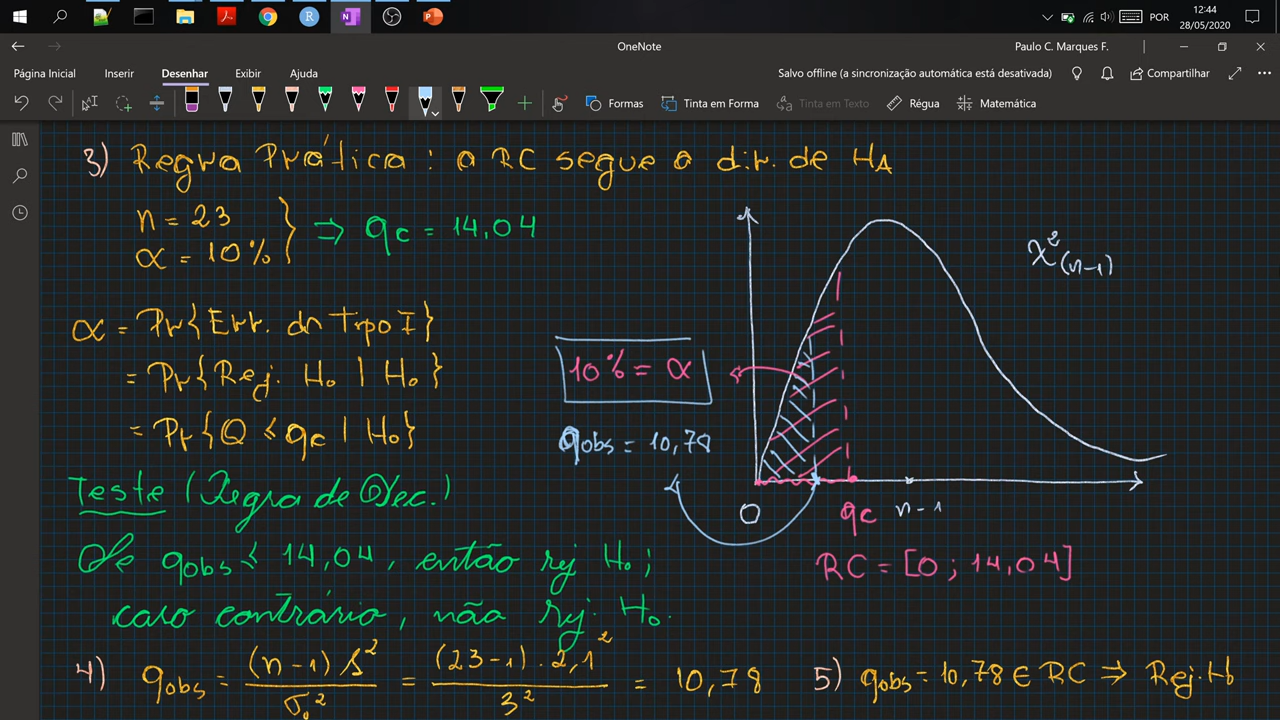 12:44
POR
28/05/2020
OneNote
Paulo C. Marques F.
Página Inicial Inserir Desenhar Exibir Ajuda
Salvo offline (a sincronização automática está desativada)
Compartilhar
Formas Tinta em Forma Tinta em Texto Régua Matemática
3) Regra Prática : a RC segue a dir. de HA
n = 23
α = 10%
⇒ qc = 14,04
χ²(n-1)
α = Pr{Err. do Tipo I}
= Pr{Rej. H₀ | H₀}
= Pr{Q ≤ qc | H₀}
10% = α
qobs = 10,78
0
qc
n-1
RC = [0 ; 14,04]
Teste (Regra de Dec.)
Se qobs ≤ 14,04, então rej H₀ ;
caso contrário, não rej. H₀.
4) qobs = (n-1) s² / σ₀² = (23-1) · 2,1² / 3² = 10,78
5) qobs = 10,78 ∈ RC ⇒ Rej. H₀